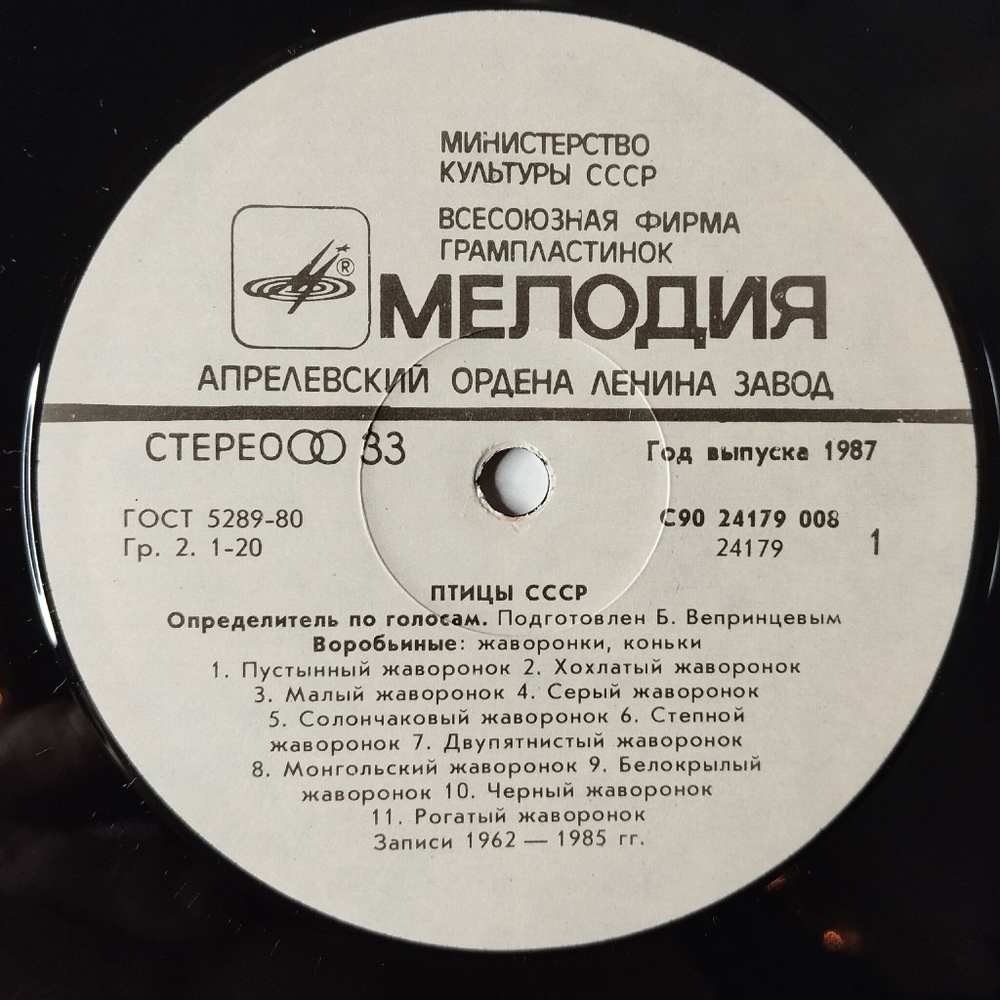 МИНИСТЕРСТВО
КУЛЬТУРЫ СССР
ВСЕСОЮЗНАЯ ФИРМА
ГРАМПЛАСТИНОК
®
МЕЛОДИЯ
АПРЕЛЕВСКИЙ ОРДЕНА ЛЕНИНА ЗАВОД
СТЕРЕО 33
Год выпуска 1987
ГОСТ 5289-80
Гр. 2. 1-20
С90 24179 008
24179
1
ПТИЦЫ СССР
Определитель по голосам. Подготовлен Б. Вепринцевым
Воробьиные: жаворонки, коньки
1. Пустынный жаворонок 2. Хохлатый жаворонок
3. Малый жаворонок 4. Серый жаворонок
5. Солончаковый жаворонок 6. Степной
жаворонок 7. Двупятнистый жаворонок
8. Монгольский жаворонок 9. Белокрылый
жаворонок 10. Черный жаворонок
11. Рогатый жаворонок
Записи 1962 — 1985 гг.